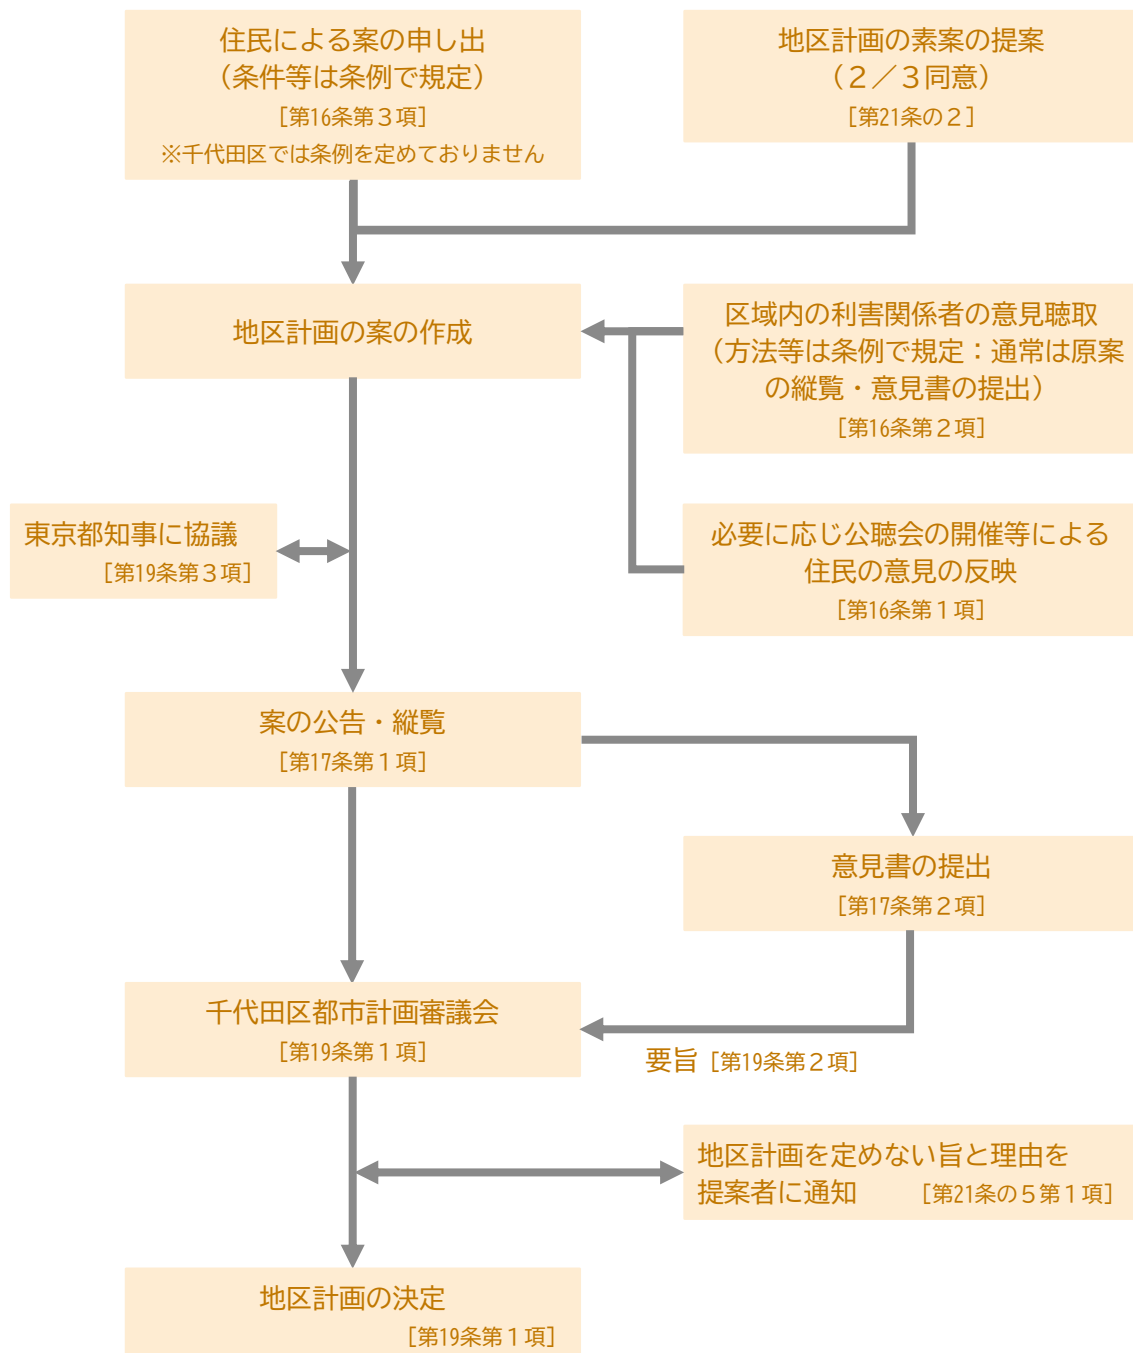 住民による案の申し出
（条件等は条例で規定）
［第16条第３項］
※千代田区では条例を定めておりません
地区計画の素案の提案
（２／３同意）
［第21条の２］
地区計画の案の作成
区域内の利害関係者の意見聴取
（方法等は条例で規定：通常は原案
の縦覧・意見書の提出）
［第16条第２項］
東京都知事に協議
［第19条第３項］
必要に応じ公聴会の開催等による
住民の意見の反映
［第16条第１項］
案の公告・縦覧
［第17条第１項］
意見書の提出
［第17条第２項］
千代田区都市計画審議会
［第19条第１項］
要旨［第19条第２項］
地区計画を定めない旨と理由を
提案者に通知　　［第21条の５第１項］
地区計画の決定
［第19条第１項］